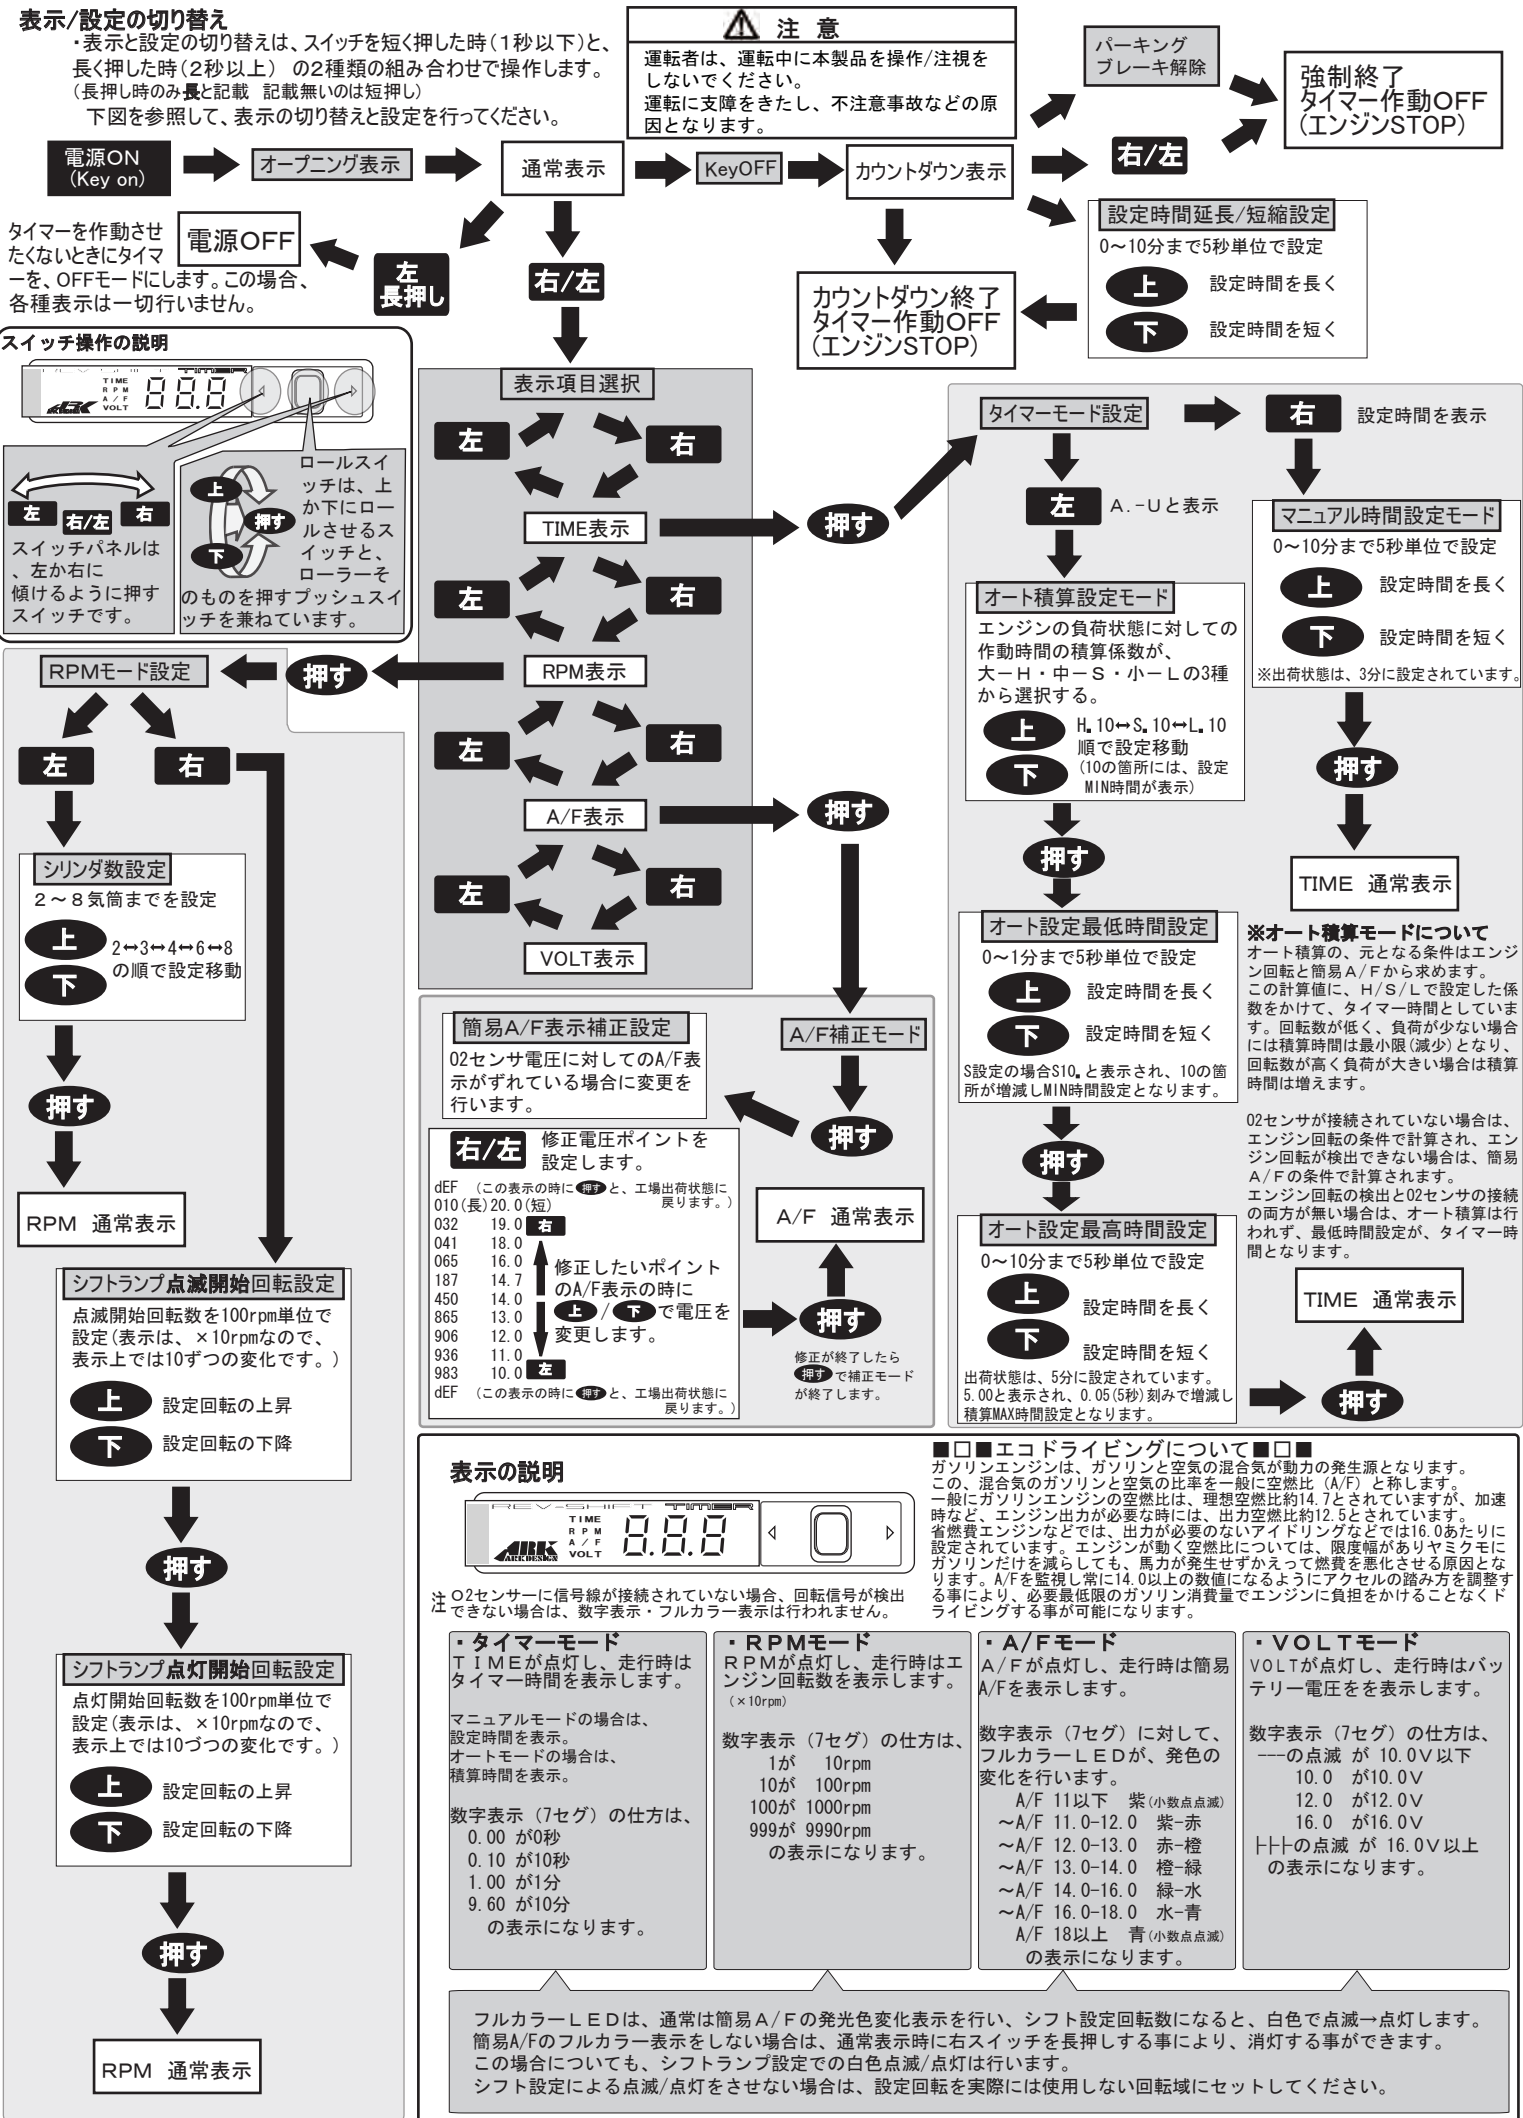 表示/設定の切り替え
・表示と設定の切り替えは、スイッチを短く押した時(1秒以下)と、
長く押した時(2秒以上) の2種類の組み合わせで操作します。
(長押し時のみ長と記載 記載無いのは短押し)
下図を参照して、表示の切り替えと設定を行ってください。
注 意
運転者は、運転中に本製品を操作/注視を
しないでください。
運転に支障をきたし、不注意事故などの原
因となります。
パーキング
ブレーキ解除
強制終了
タイマー作動OFF
(エンジンSTOP)
電源ON
(Key on)
オープニング表示
通常表示
KeyOFF
カウントダウン表示
右/左
設定時間延長/短縮設定
0~10分まで5秒単位で設定
上 設定時間を長く
下 設定時間を短く
タイマーを作動させ
たくないときにタイマ
ーを、OFFモードにします。この場合、
各種表示は一切行いません。
電源OFF
左
長押し
右/左
カウントダウン終了
タイマー作動OFF
(エンジンSTOP)
スイッチ操作の説明
TIME
RPM
A/F
VOLT
88.8
左 右/左 右
スイッチパネルは
、左か右に
傾けるように押す
スイッチです。
上
押す
下
ロールスイ
ッチは、上
か下にロー
ルさせるス
イッチと、
ローラーそ
のものを押すプッシュスイ
ッチを兼ねています。
表示項目選択
左 右
TIME表示
押す
左 右
RPM表示
押す
左 右
A/F表示
押す
左 右
VOLT表示
タイマーモード設定
右 設定時間を表示
左 A.-Uと表示
マニュアル時間設定モード
0~10分まで5秒単位で設定
上 設定時間を長く
下 設定時間を短く
※出荷状態は、3分に設定されています。
押す
TIME 通常表示
オート積算設定モード
エンジンの負荷状態に対しての
作動時間の積算係数が、
大-H・中-S・小-Lの3種
から選択する。
上
下
H.10↔S.10↔L.10
順で設定移動
(10の箇所には、設定
MIN時間が表示)
押す
オート設定最低時間設定
0~1分まで5秒単位で設定
上 設定時間を長く
下 設定時間を短く
S設定の場合S10.と表示され、10の箇
所が増減しMIN時間設定となります。
押す
オート設定最高時間設定
0~10分まで5秒単位で設定
上 設定時間を長く
下 設定時間を短く
出荷状態は、5分に設定されています。
5.00と表示され、0.05(5秒)刻みで増減し
積算MAX時間設定となります。
押す
TIME 通常表示
※オート積算モードについて
オート積算の、元となる条件はエンジ
ン回転と簡易A/Fから求めます。
この計算値に、H/S/Lで設定した係
数をかけて、タイマー時間としていま
す。回転数が低く、負荷が少ない場合
には積算時間は最小限(減少)となり、
回転数が高く負荷が大きい場合は積算
時間は増えます。
O2センサが接続されていない場合は、
エンジン回転の条件で計算され、エン
ジン回転が検出できない場合は、簡易
A/Fの条件で計算されます。
エンジン回転の検出とO2センサの接続
の両方が無い場合は、オート積算は行
われず、最低時間設定が、タイマー時
間となります。
RPMモード設定
左 右
シリンダ数設定
2~8気筒までを設定
上
下
2↔3↔4↔6↔8
の順で設定移動
押す
RPM 通常表示
シフトランプ点滅開始回転設定
点滅開始回転数を100rpm単位で
設定(表示は、×10rpmなので、
表示上では10ずつの変化です。)
上 設定回転の上昇
下 設定回転の下降
押す
シフトランプ点灯開始回転設定
点灯開始回転数を100rpm単位で
設定(表示は、×10rpmなので、
表示上では10づつの変化です。)
上 設定回転の上昇
下 設定回転の下降
押す
RPM 通常表示
簡易A/F表示補正設定
O2センサ電圧に対してのA/F表
示がずれている場合に変更を
行います。
A/F補正モード
押す
右/左 修正電圧ポイントを
設定します。
dEF (この表示の時に押すと、工場出荷状態に
戻ります。)
010(長)20.0(短)
032 19.0 右
041 18.0
065 16.0
187 14.7
450 14.0
865 13.0
906 12.0
936 11.0
983 10.0 左
dEF (この表示の時に押すと、工場出荷状態に
戻ります。)
修正したいポイント
のA/F表示の時に
上/下で電圧を
変更します。
A/F 通常表示
押す
修正が終了したら
押すで補正モード
が終了します。
表示の説明
REV-SHIFT TIMER
ARK
ARK DESIGN
TIME
RPM
A/F
VOLT
8.8.8
注 O2センサーに信号線が接続されていない場合、回転信号が検出
できない場合は、数字表示・フルカラー表示は行われません。
■□■エコドライビングについて■□■
ガソリンエンジンは、ガソリンと空気の混合気が動力の発生源となります。
この、混合気のガソリンと空気の比率を一般に空燃比(A/F)と称します。
一般にガソリンエンジンの空燃比は、理想空燃比約14.7とされていますが、加速
時など、エンジン出力が必要な時には、出力空燃比約12.5とされています。
省燃費エンジンなどでは、出力が必要のないアイドリングなどでは16.0あたりに
設定されています。エンジンが動く空燃比については、限度幅がありヤミクモに
ガソリンだけを減らしても、馬力が発生せずかえって燃費を悪化させる原因とな
ります。A/Fを監視し常に14.0以上の数値になるようにアクセルの踏み方を調整す
る事により、必要最低限のガソリン消費量でエンジンに負担をかけることなくド
ライビングする事が可能になります。
・タイマーモード
TIMEが点灯し、走行時は
タイマー時間を表示します。
マニュアルモードの場合は、
設定時間を表示。
オートモードの場合は、
積算時間を表示。
数字表示(7セグ)の仕方は、
0.00 が0秒
0.10 が10秒
1.00 が1分
9.60 が10分
の表示になります。
・RPMモード
RPMが点灯し、走行時はエ
ンジン回転数を表示します。
(×10rpm)
数字表示(7セグ)の仕方は、
1が 10rpm
10が 100rpm
100が 1000rpm
999が 9990rpm
の表示になります。
・A/Fモード
A/Fが点灯し、走行時は簡易
A/Fを表示します。
数字表示(7セグ)に対して、
フルカラーLEDが、発色の
変化を行います。
A/F 11以下 紫(小数点点滅)
~A/F 11.0-12.0 紫-赤
~A/F 12.0-13.0 赤-橙
~A/F 13.0-14.0 橙-緑
~A/F 14.0-16.0 緑-水
~A/F 16.0-18.0 水-青
A/F 18以上 青(小数点点滅)
の表示になります。
・VOLTモード
VOLTが点灯し、走行時はバッ
テリー電圧をを表示します。
数字表示(7セグ)の仕方は、
---の点滅 が 10.0V以下
10.0 が10.0V
12.0 が12.0V
16.0 が16.0V
├├├の点滅 が 16.0V以上
の表示になります。
フルカラーLEDは、通常は簡易A/Fの発光色変化表示を行い、シフト設定回転数になると、白色で点滅→点灯します。
簡易A/Fのフルカラー表示をしない場合は、通常表示時に右スイッチを長押しする事により、消灯する事ができます。
この場合についても、シフトランプ設定での白色点滅/点灯は行います。
シフト設定による点滅/点灯をさせない場合は、設定回転を実際には使用しない回転域にセットしてください。